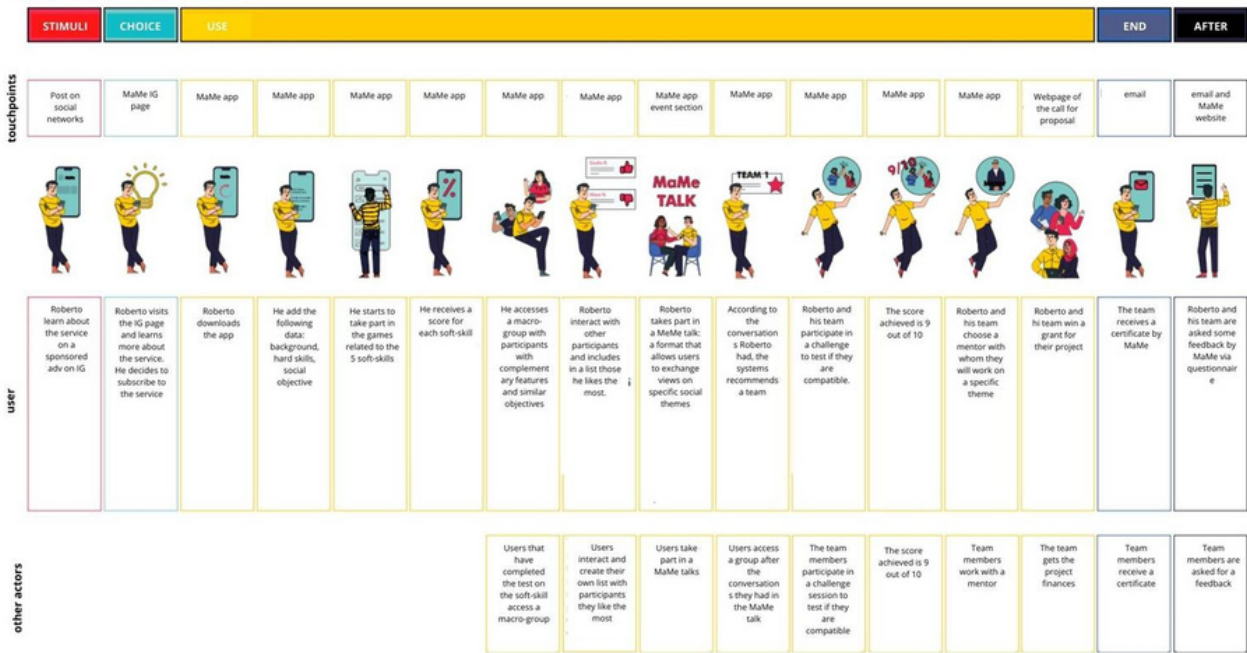 STIMULI
CHOICE
USE
END
AFTER
touchpoints
Post on
social
networks
MaMe IG
page
MaMe app
MaMe app
MaMe app
MaMe app
MaMe app
MaMe app
MaMe app
event section
MaMe app
MaMe app
MaMe app
MaMe app
Webpage of
the call for
proposal
email
email and
MaMe
website
MaMe
TALK
TEAM 1
9/10
%
user
Roberto
learn about
the service
on a
sponsored
adv on IG
Roberto visits
the IG page
and learns
more about
the service.
He decides to
subscribe to
the service
Roberto
downloads
the app
He add the
following
data:
background,
hard skills,
social
objective
He starts to
take part in
the games
related to the
5 soft-skills
He receives a
score for
each soft-skill
He accesses
a macro-
group with
participants
with
complement
ary features
and similar
objectives
Roberto
interact with
other
participants
and includes
in a list those
he likes the
most.
Roberto
takes part in
a MeMe talk:
a format that
allows users
to exchange
views on
specific social
themes
According to
the
conversation
s Roberto
had, the
systems
recommends
a team
Roberto and
his team
participate in
a challenge
to test if they
are
compatible.
The score
achieved is 9
out of 10
Roberto and
his team
choose a
mentor with
whom they
will work on
a specific
theme
Roberto and
hi team win a
grant for
their project
The team
receives a
certificate by
MaMe
Roberto and
his team are
asked some
feedback by
MaMe via
questionnair
e
other actors
Users that
have
completed
the test on
the soft-skill
access a
macro-group
Users
interact and
create their
own list with
participants
they like the
most
Users take
part in a
MaMe talks
Users access
a group after
the
conversation
s they had in
the MaMe
talk
The team
members
participate in
a challenge
session to
test if they
are
compatible
The score
achieved is 9
out of 10
Team
members
work with a
mentor
The team
gets the
project
finances
Team
members
receive a
certificate
Team
members are
asked for a
feedback